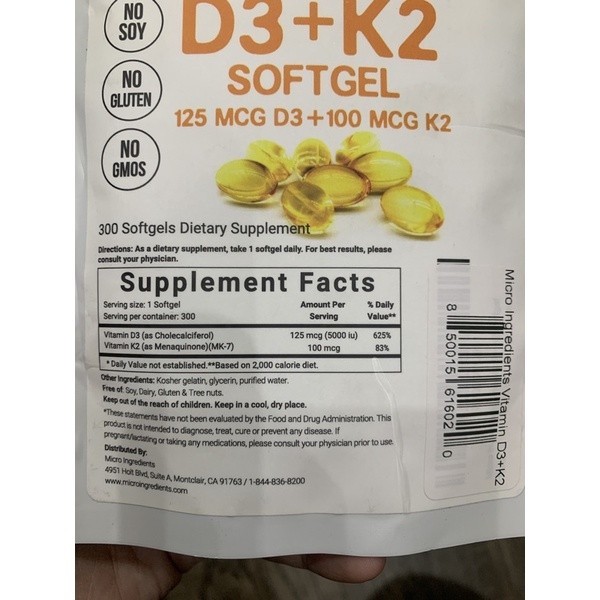 NO
SOY
NO
GLUTEN
NO
GMOS
D3+K2
SOFTGEL
125 MCG D3+100 MCG K2
300 Softgels Dietary Supplement
Directions: As a dietary supplement, take 1 softgel daily. For best results, please
consult your physician.
Supplement Facts
Serving size: 1 Softgel Amount Per % Daily
Serving per container: 300 Serving Value**
Vitamin D3 (as Cholecalciferol) 125 mcg (5000 iu) 625%
Vitamin K2 (as Menaquinone)(MK-7) 100 mcg 83%
* Daily Value not established.**Based on 2,000 calorie diet.
Other Ingredients: Kosher gelatin, glycerin, purified water.
Free of: Soy, Dairy, Gluten & Tree nuts.
Keep out of the reach of children. Keep in a cool, dry place.
*These statements have not been evaluated by the Food and Drug Administration. This
product is not intended to diagnose, treat, cure or prevent any disease. If
pregnant/lactating or taking any medications, please consult your physician prior to use.
Distributed By:
Micro Ingredients
4951 Holt Blvd, Suite A, Montclair, CA 91763 / 1-844-836-8200
www.microingredients.com
8 50015 61602 0
Micro Ingredients Vitamin D3+K2